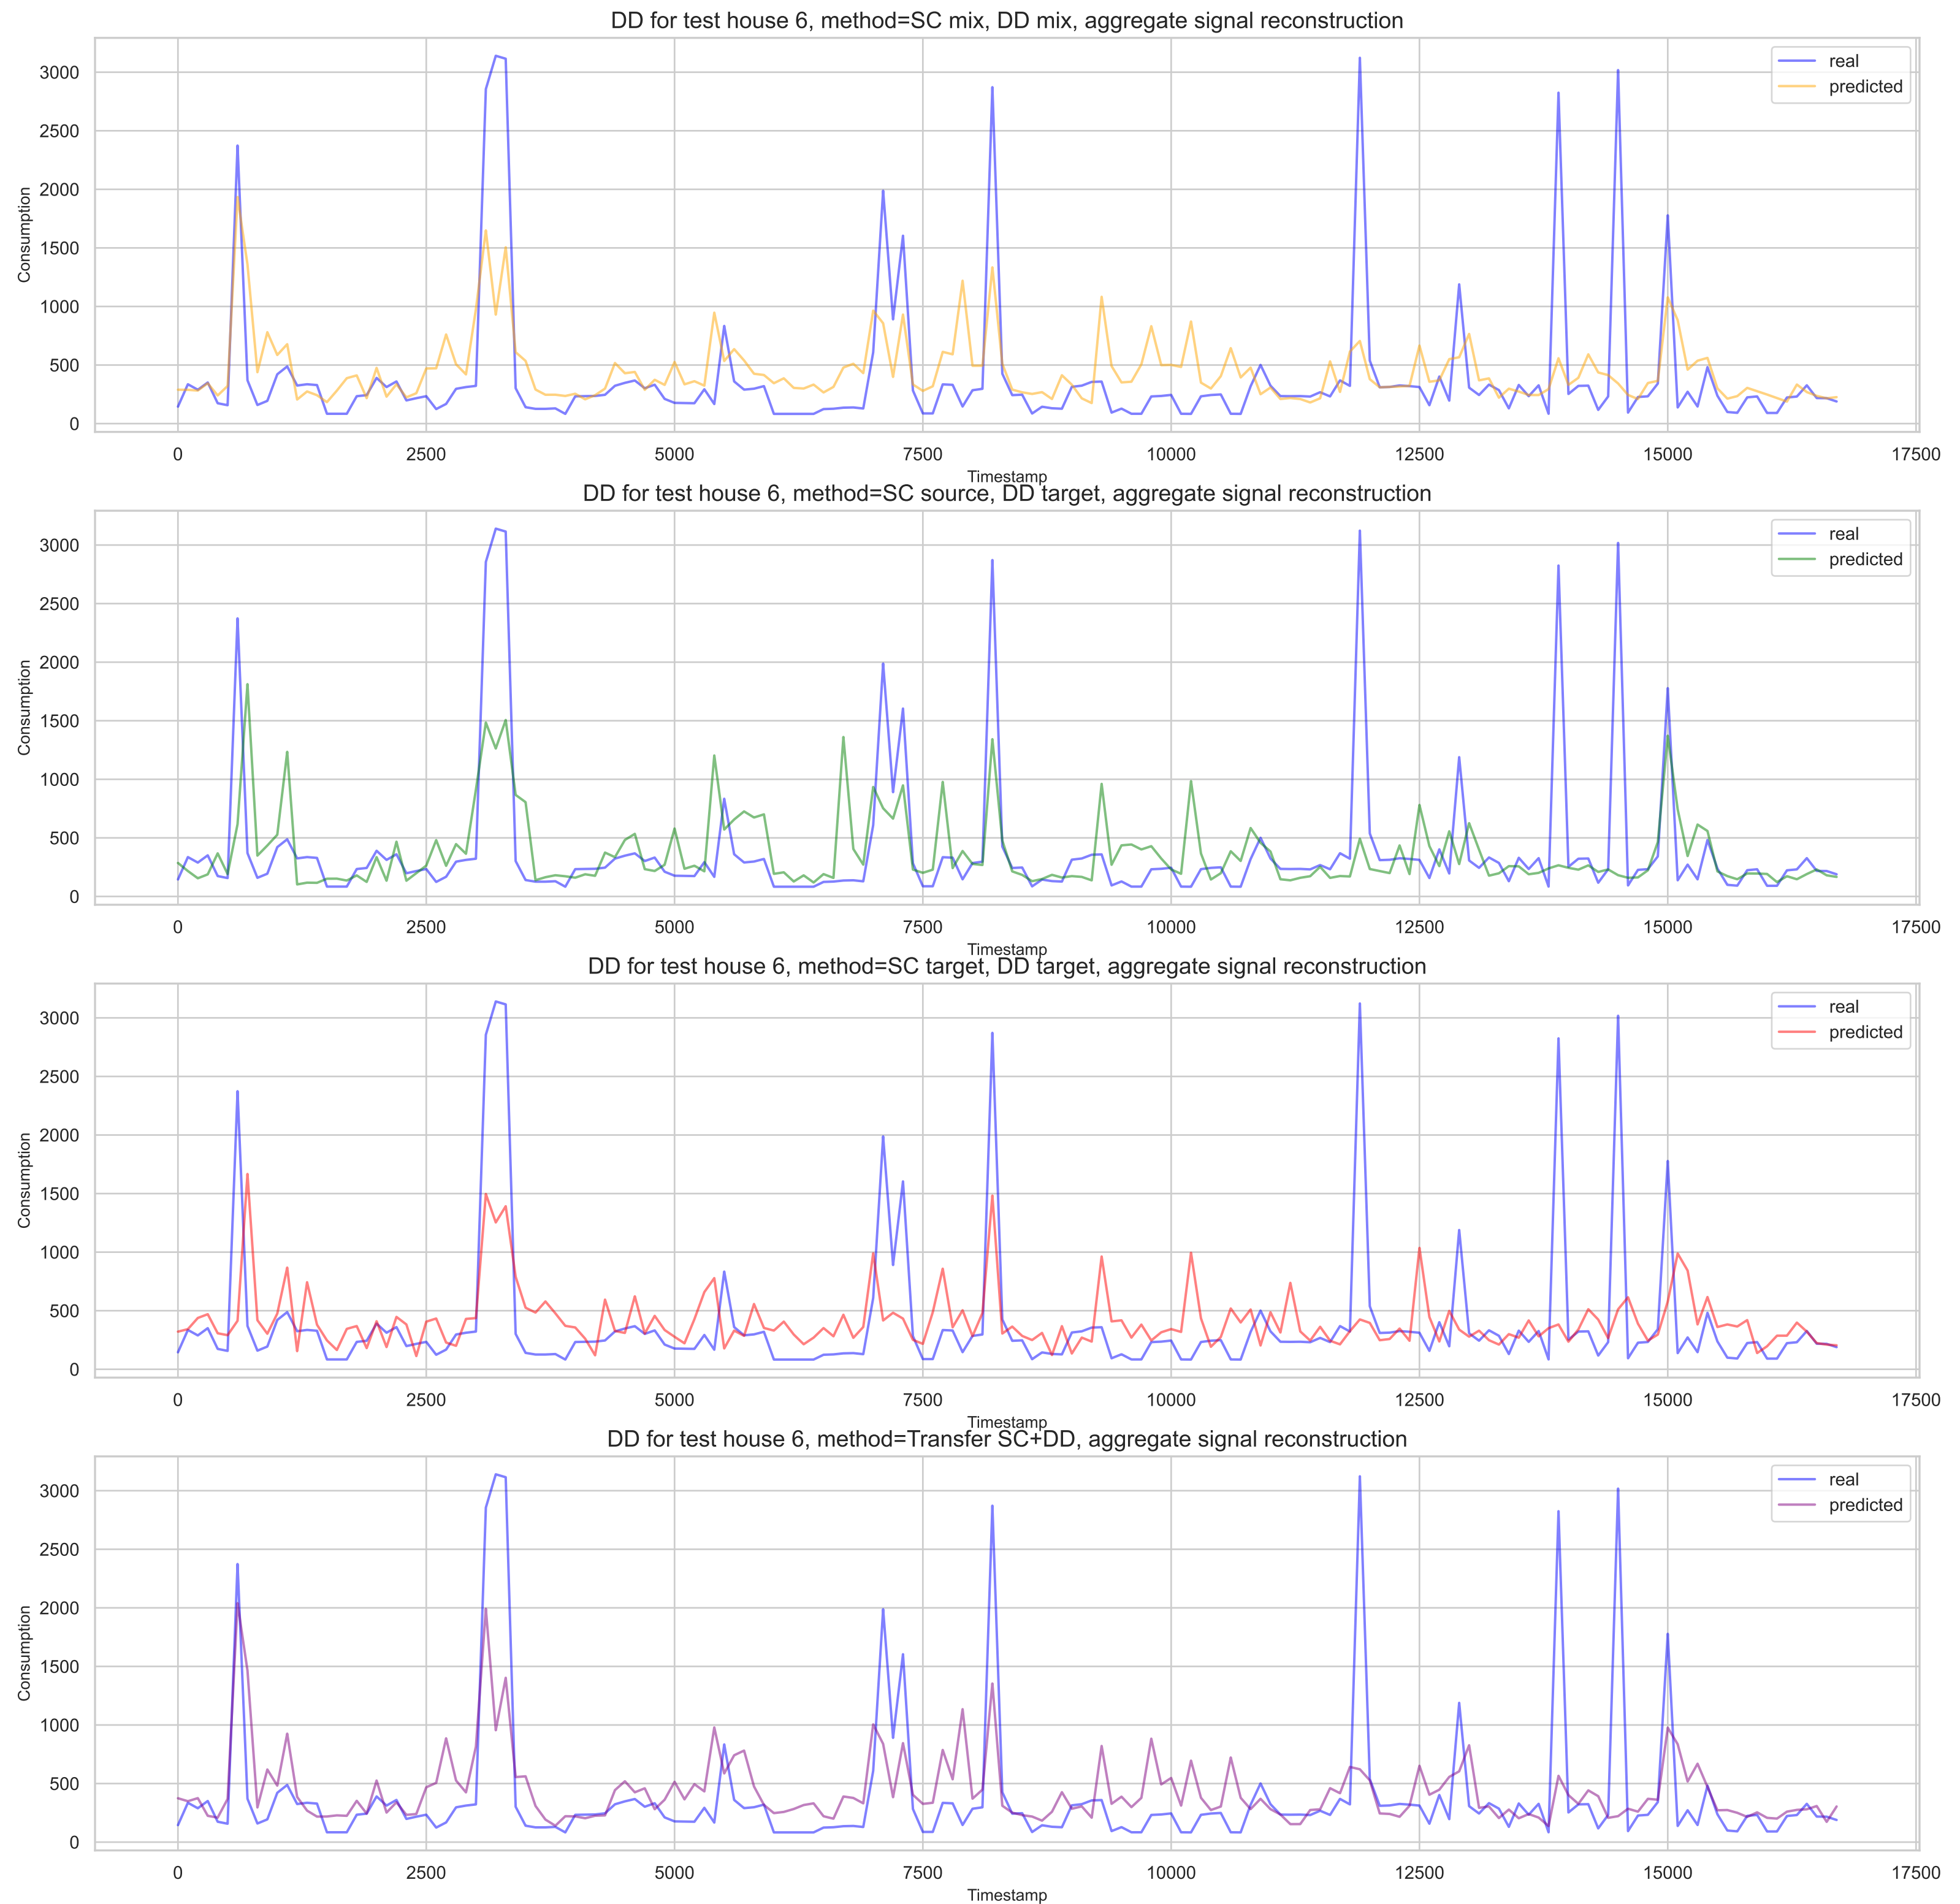 DD for test house 6, method=SC mix, DD mix, aggregate signal reconstruction
real
predicted
Consumption
3000
2500
2000
1500
1000
500
0
0 2500 5000 7500 10000 12500 15000 17500
Timestamp
DD for test house 6, method=SC source, DD target, aggregate signal reconstruction
real
predicted
Consumption
3000
2500
2000
1500
1000
500
0
0 2500 5000 7500 10000 12500 15000 17500
Timestamp
DD for test house 6, method=SC target, DD target, aggregate signal reconstruction
real
predicted
Consumption
3000
2500
2000
1500
1000
500
0
0 2500 5000 7500 10000 12500 15000 17500
Timestamp
DD for test house 6, method=Transfer SC+DD, aggregate signal reconstruction
real
predicted
Consumption
3000
2500
2000
1500
1000
500
0
0 2500 5000 7500 10000 12500 15000 17500
Timestamp